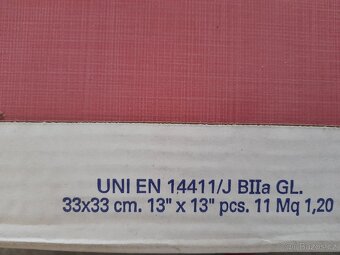 UNI EN 14411/J BIIa GL.
33x33 cm. 13" x 13" pcs. 11 Mq 1,20